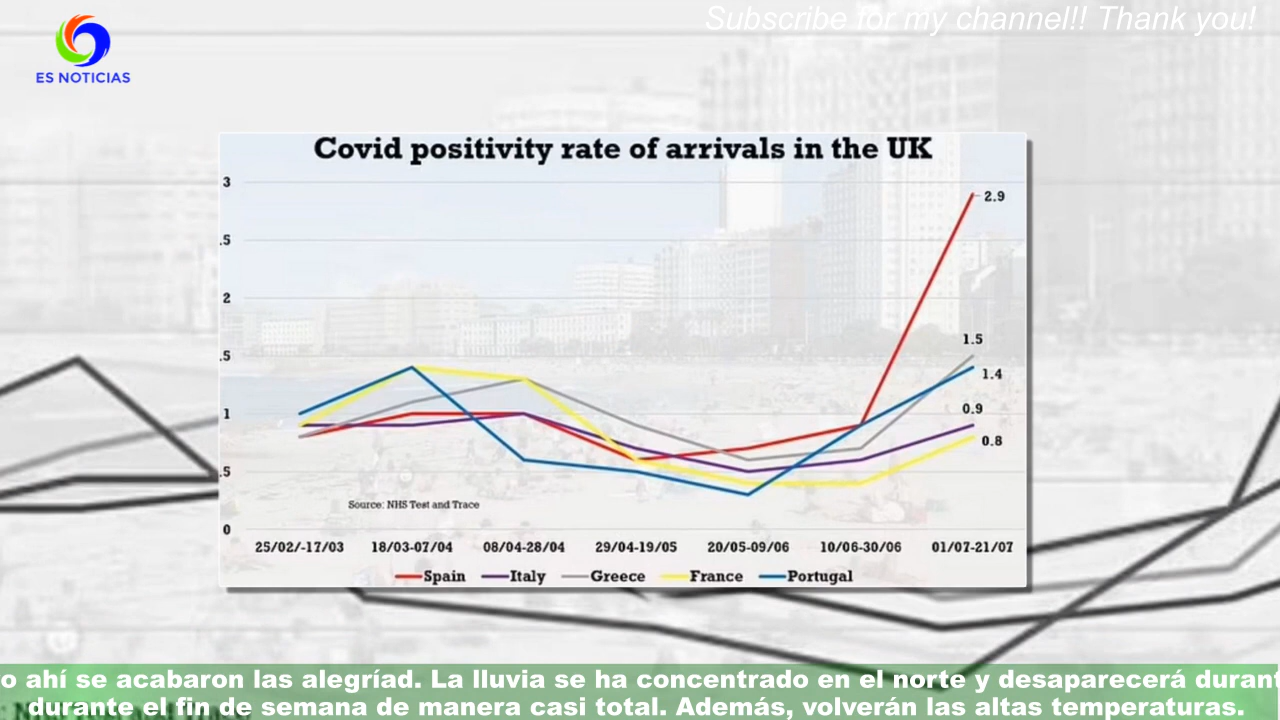 Subscribe for my channel!! Thank you!
ES NOTICIAS
Covid positivity rate of arrivals in the UK
3
.5
2
.5
1
.5
0
2.9
1.5
1.4
0.9
0.8
Source: NHS Test and Trace
25/02/-17/03 18/03-07/04 08/04-28/04 29/04-19/05 20/05-09/06 10/06-30/06 01/07-21/07
Spain Italy Greece France Portugal
o ahí se acabaron las alegríad. La lluvia se ha concentrado en el norte y desaparecerá durant
durante el fin de semana de manera casi total. Además, volverán las altas temperaturas.